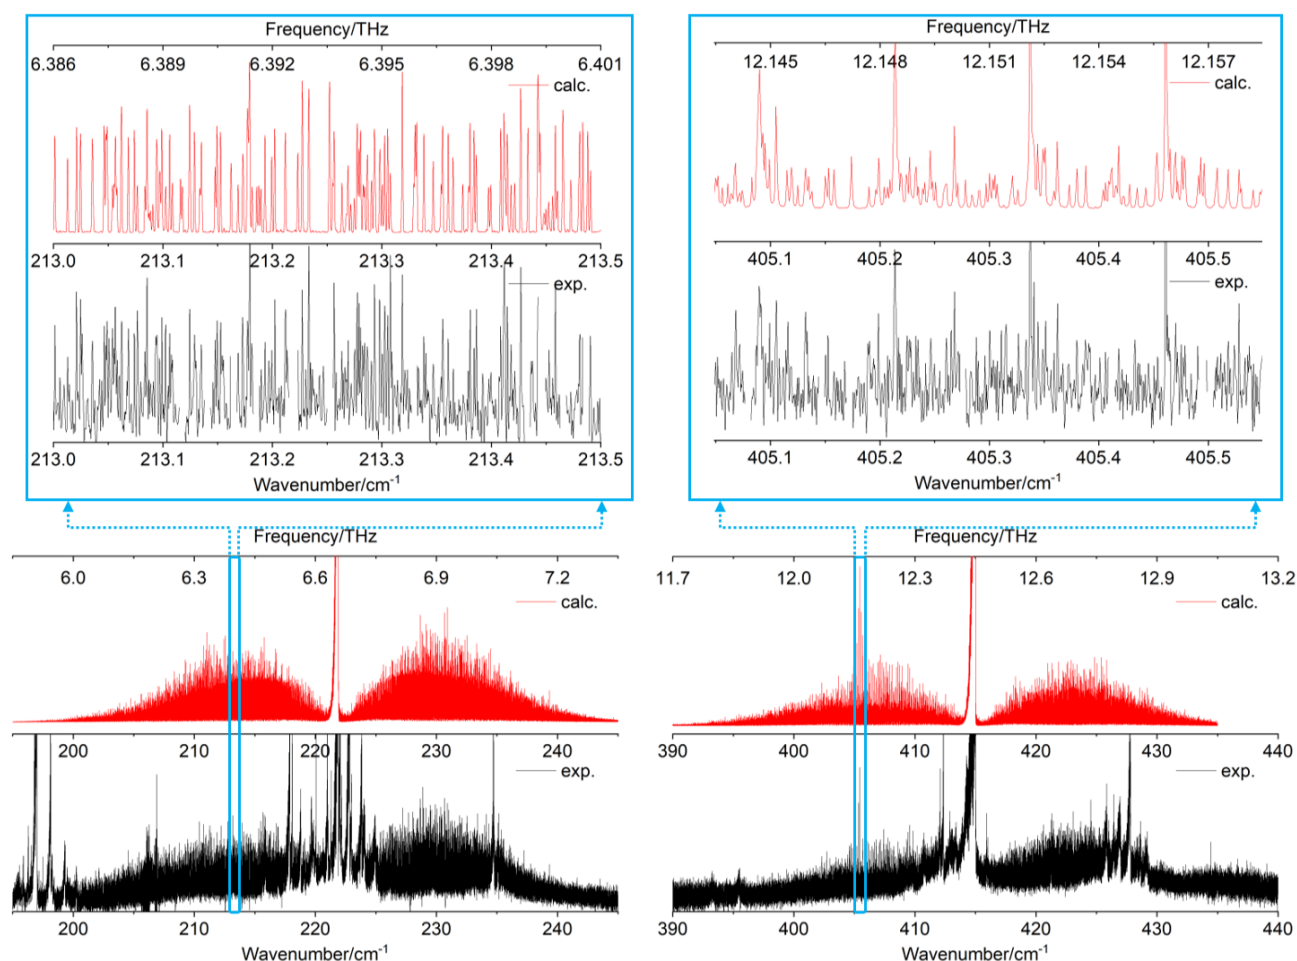 Frequency/THz
6.386 6.389 6.392 6.395 6.398 6.401
calc.
213.0 213.1 213.2 213.3 213.4 213.5
exp.
213.0 213.1 213.2 213.3 213.4 213.5
Wavenumber/cm-1
Frequency/THz
12.145 12.148 12.151 12.154 12.157
calc.
405.1 405.2 405.3 405.4 405.5
exp.
405.1 405.2 405.3 405.4 405.5
Wavenumber/cm-1
Frequency/THz
6.0 6.3 6.6 6.9 7.2
calc.
200 210 220 230 240
exp.
200 210 220 230 240
Wavenumber/cm-1
Frequency/THz
11.7 12.0 12.3 12.6 12.9 13.2
calc.
390 400 410 420 430 440
exp.
390 400 410 420 430 440
Wavenumber/cm-1